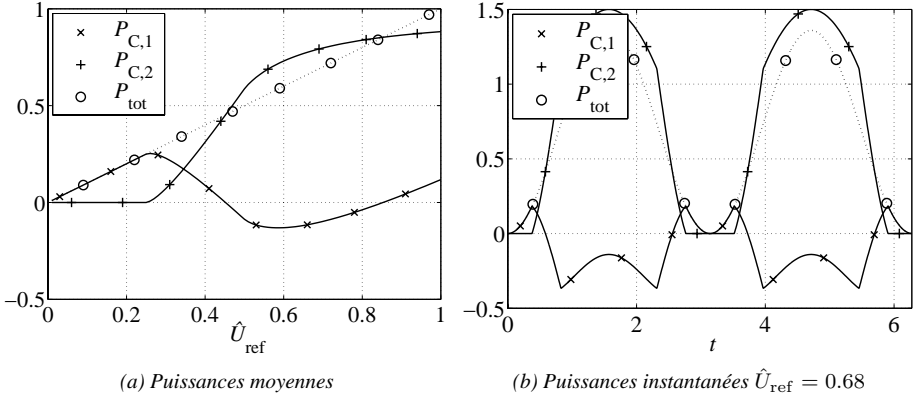 1
0.5
0
−0.5
0
0.2
0.4
0.6
0.8
1
P_C,1
P_C,2
P_tot
Û_ref
(a) Puissances moyennes
1.5
1
0.5
0
−0.5
0
2
4
6
P_C,1
P_C,2
P_tot
t
(b) Puissances instantanées Û_ref = 0.68